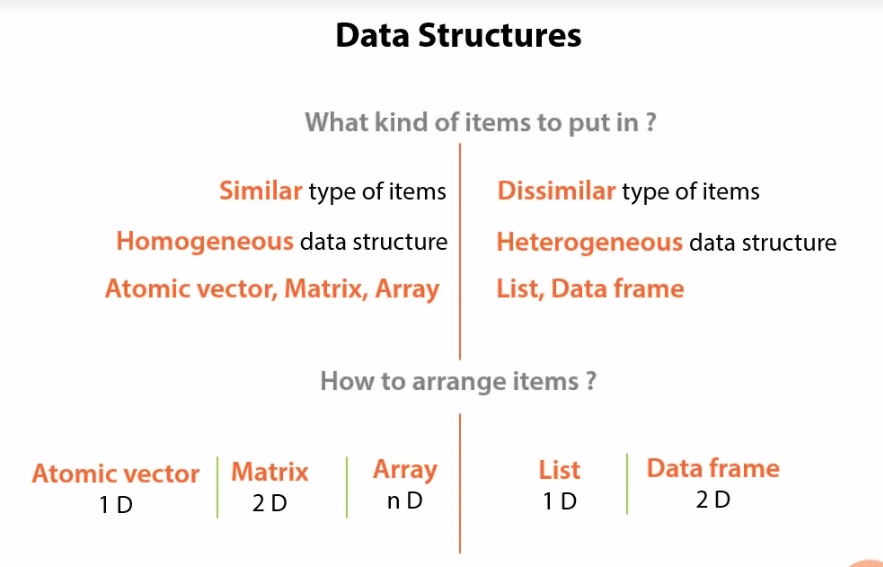 Data Structures
What kind of items to put in ?
Similar type of items
Dissimilar type of items
Homogeneous data structure
Heterogeneous data structure
Atomic vector, Matrix, Array
List, Data frame
How to arrange items ?
Atomic vector
Matrix
Array
List
Data frame
1 D
2 D
n D
1 D
2 D